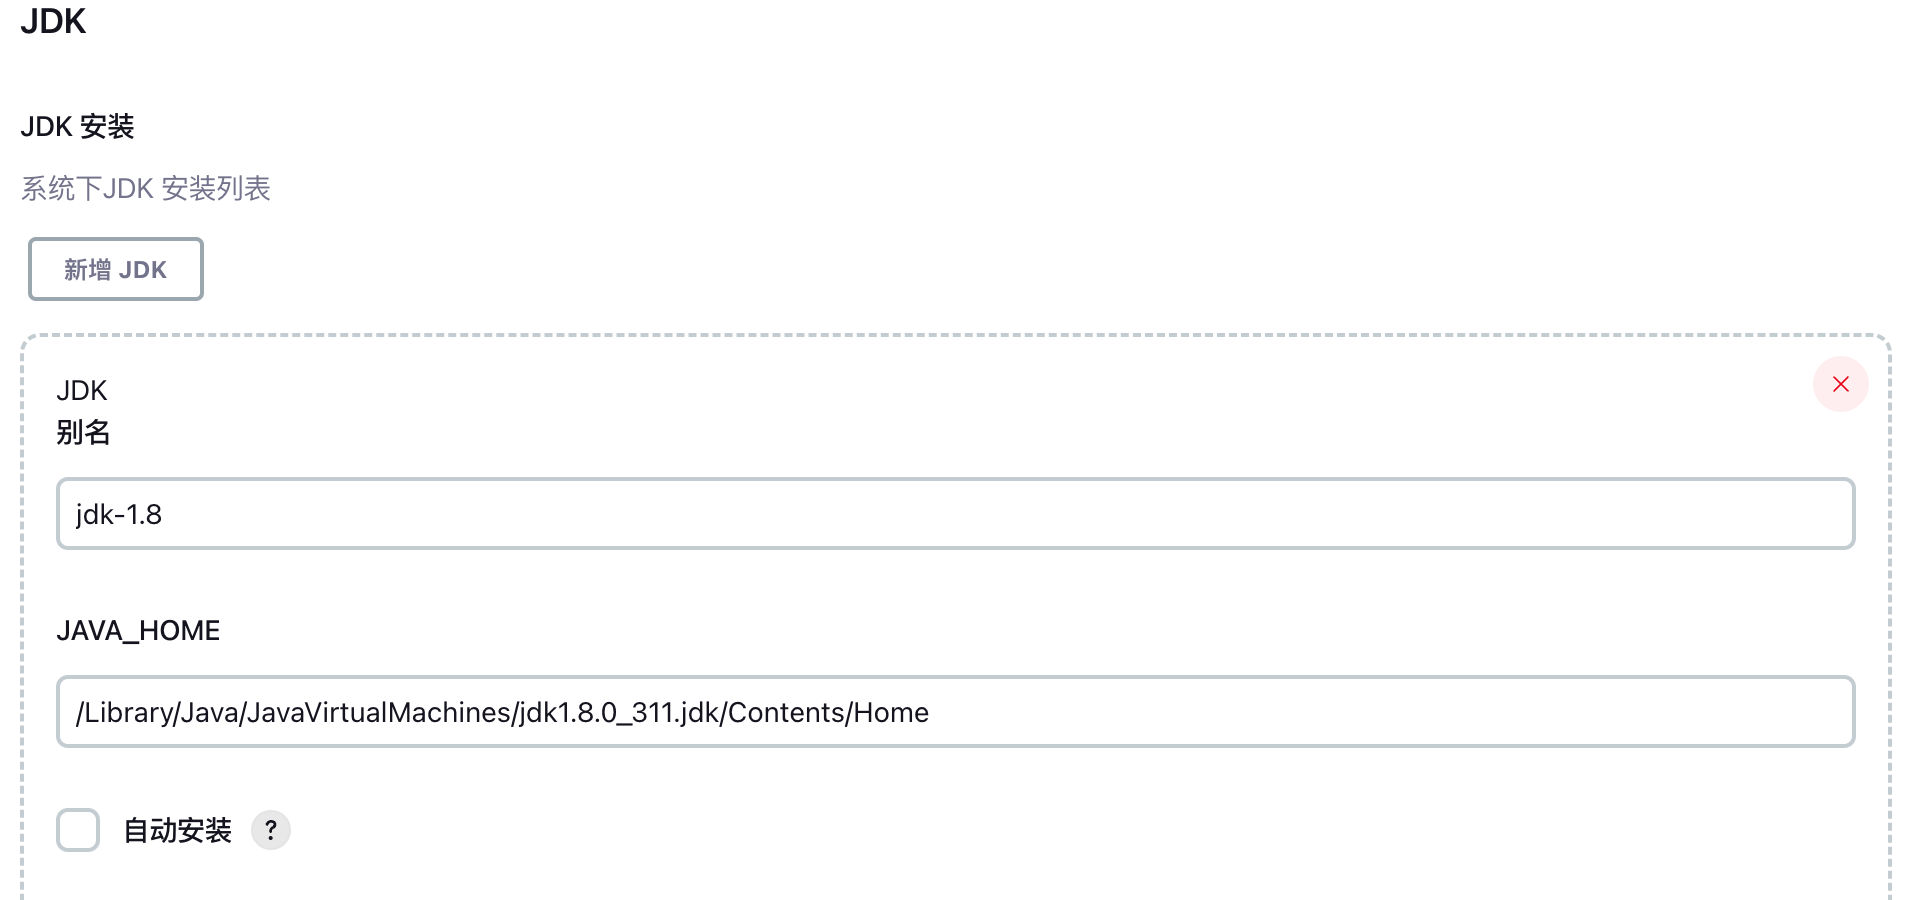 JDK
JDK 安装
系统下JDK 安装列表
新增 JDK
JDK
别名
jdk-1.8
JAVA_HOME
/Library/Java/JavaVirtualMachines/jdk1.8.0_311.jdk/Contents/Home
自动安装 ?